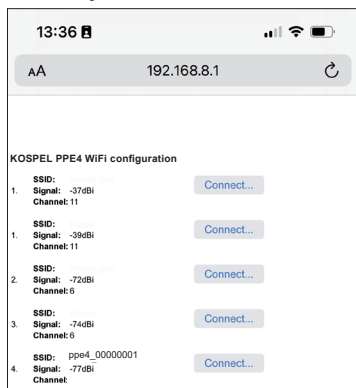 13:36
AA 192.168.8.1
KOSPEL PPE4 WiFi configuration
SSID:
1. Signal: -37dBi Connect...
Channel: 11
SSID:
1. Signal: -39dBi Connect...
Channel: 11
SSID:
2. Signal: -72dBi Connect...
Channel: 6
SSID:
3. Signal: -74dBi Connect...
Channel: 6
SSID: ppe4_00000001
4. Signal: -77dBi Connect...
Channel: